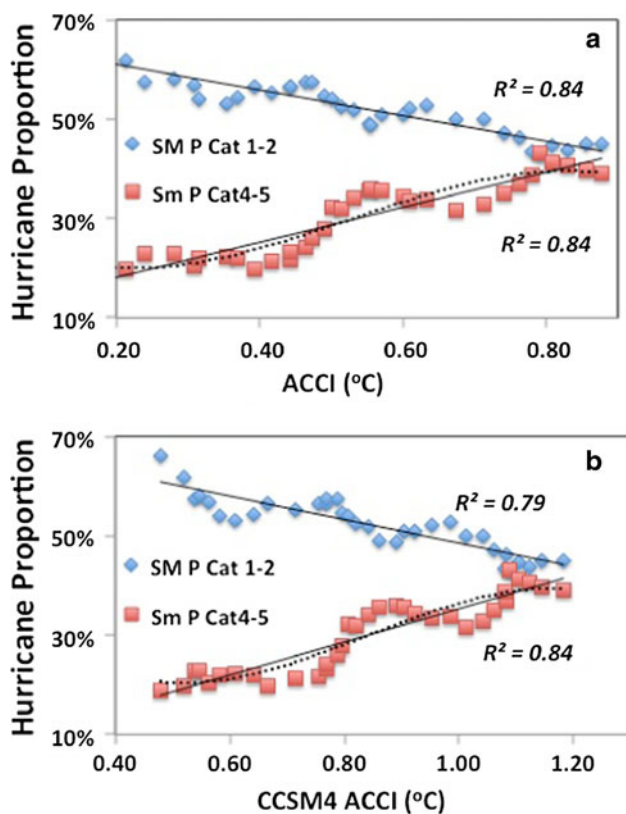 70%
a
Hurricane Proportion
R² = 0.84
50%
SM P Cat 1-2
Sm P Cat4-5
30%
R² = 0.84
10%
0.20 0.40 0.60 0.80
ACCI (°C)
70%
b
Hurricane Proportion
R² = 0.79
50%
SM P Cat 1-2
Sm P Cat4-5
30%
R² = 0.84
10%
0.40 0.60 0.80 1.00 1.20
CCSM4 ACCI (°C)